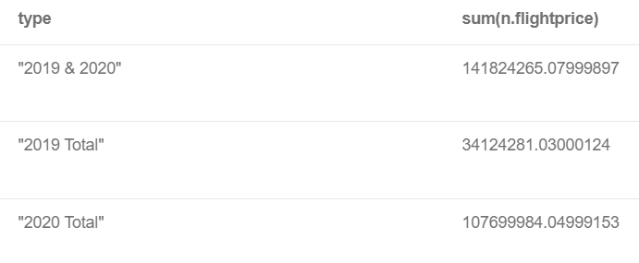 type sum(n.flightprice)
"2019 & 2020" 141824265.07999897
"2019 Total" 34124281.03000124
"2020 Total" 107699984.04999153